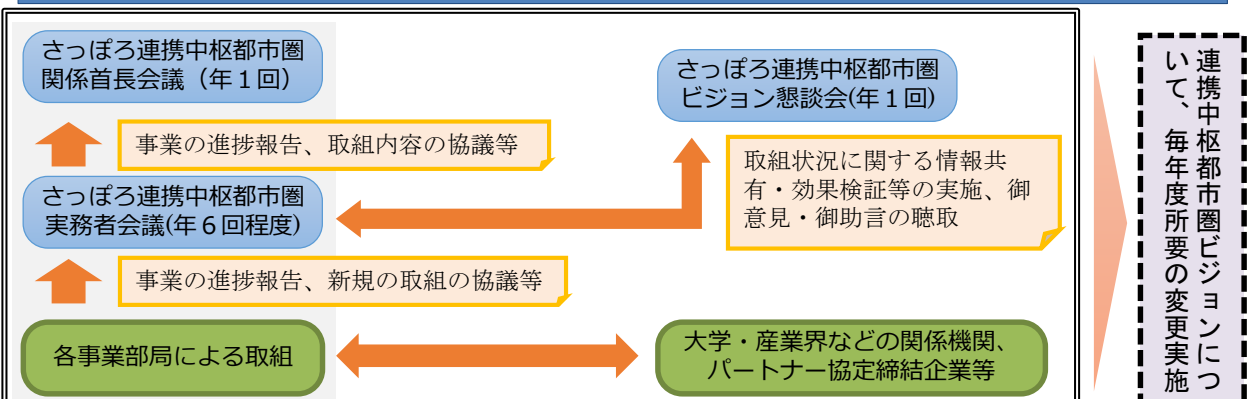 さっぽろ連携中枢都市圏
関係首長会議（年１回）
さっぽろ連携中枢都市圏
ビジョン懇談会(年１回)
事業の進捗報告、取組内容の協議等
取組状況に関する情報共
有・効果検証等の実施、御
意見・御助言の聴取
さっぽろ連携中枢都市圏
実務者会議(年６回程度)
事業の進捗報告、新規の取組の協議等
各事業部局による取組
大学・産業界などの関係機関、
パートナー協定締結企業等
連携中枢都市圏ビジョンにつ
いて、毎年度所要の変更実施